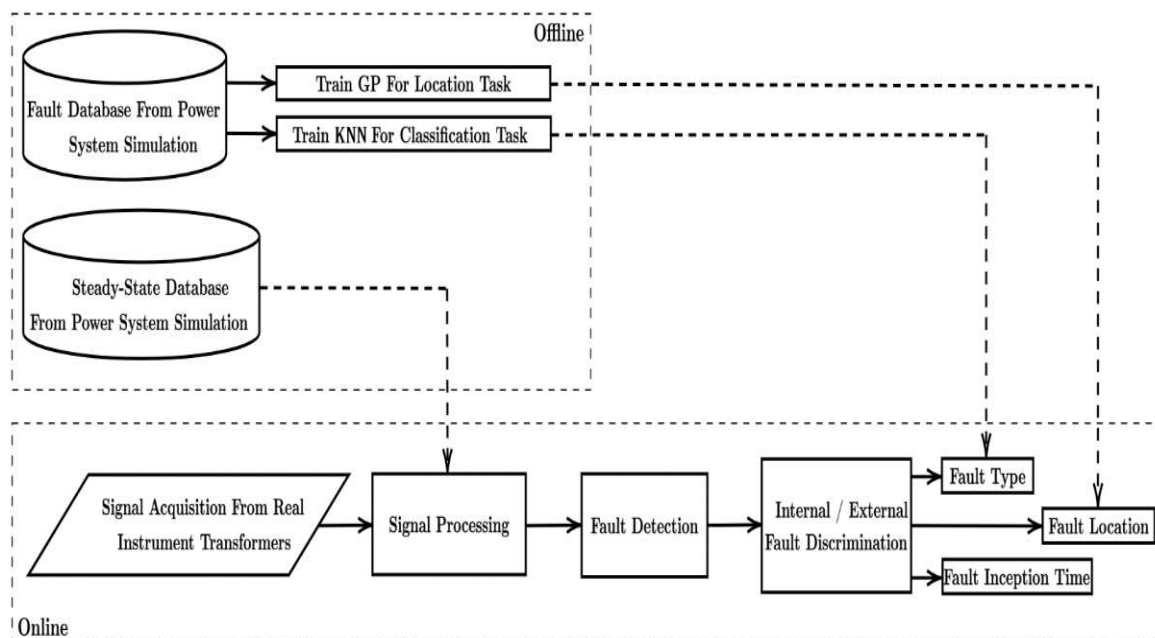 Offline
Fault Database From Power
System Simulation
Train GP For Location Task
Train KNN For Classification Task
Steady-State Database
From Power System Simulation
Signal Acquisition From Real
Instrument Transformers
Signal Processing
Fault Detection
Internal / External
Fault Discrimination
Fault Type
Fault Location
Fault Inception Time
Online